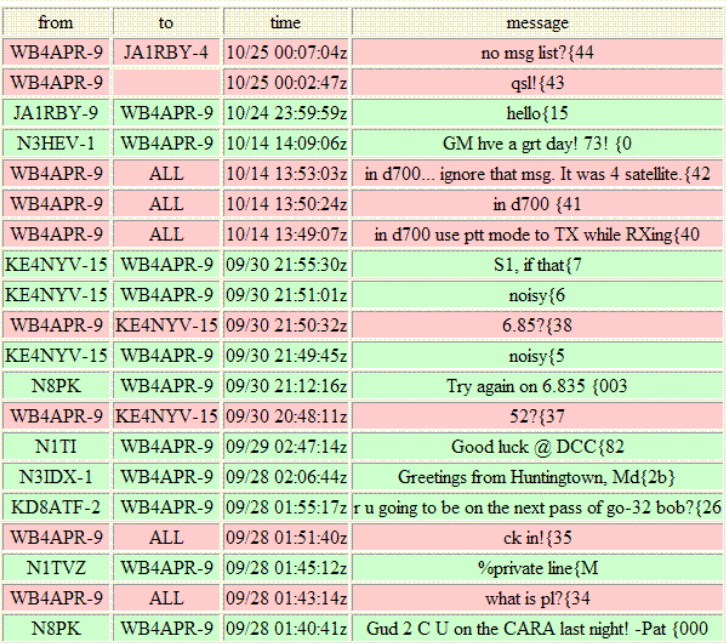 from to time message
WB4APR-9 JA1RBY-4 10/25 00:07:04z no msg list?{44
WB4APR-9 10/25 00:02:47z qsl!{43
JA1RBY-9 WB4APR-9 10/24 23:59:59z hello{15
N3HEV-1 WB4APR-9 10/14 14:09:06z GM hve a grt day! 73! {0
WB4APR-9 ALL 10/14 13:53:03z in d700... ignore that msg. It was 4 satellite.{42
WB4APR-9 ALL 10/14 13:50:24z in d700 {41
WB4APR-9 ALL 10/14 13:49:07z in d700 use ptt mode to TX while RXing{40
KE4NYV-15 WB4APR-9 09/30 21:55:30z S1, if that{7
KE4NYV-15 WB4APR-9 09/30 21:51:01z noisy{6
WB4APR-9 KE4NYV-15 09/30 21:50:32z 6.85?{38
KE4NYV-15 WB4APR-9 09/30 21:49:45z noisy{5
N8PK WB4APR-9 09/30 21:12:16z Try again on 6.835 {003
WB4APR-9 KE4NYV-15 09/30 20:48:11z 52?{37
N1TI WB4APR-9 09/29 02:47:14z Good luck @ DCC{82
N3IDX-1 WB4APR-9 09/28 02:06:44z Greetings from Huntingtown, Md{2b}
KD8ATF-2 WB4APR-9 09/28 01:55:17z r u going to be on the next pass of go-32 bob?{26
WB4APR-9 ALL 09/28 01:51:40z ck in!{35
N1TVZ WB4APR-9 09/28 01:45:12z %private line{M
WB4APR-9 ALL 09/28 01:43:14z what is pl?{34
N8PK WB4APR-9 09/28 01:40:41z Gud 2 C U on the CARA last night! -Pat {000